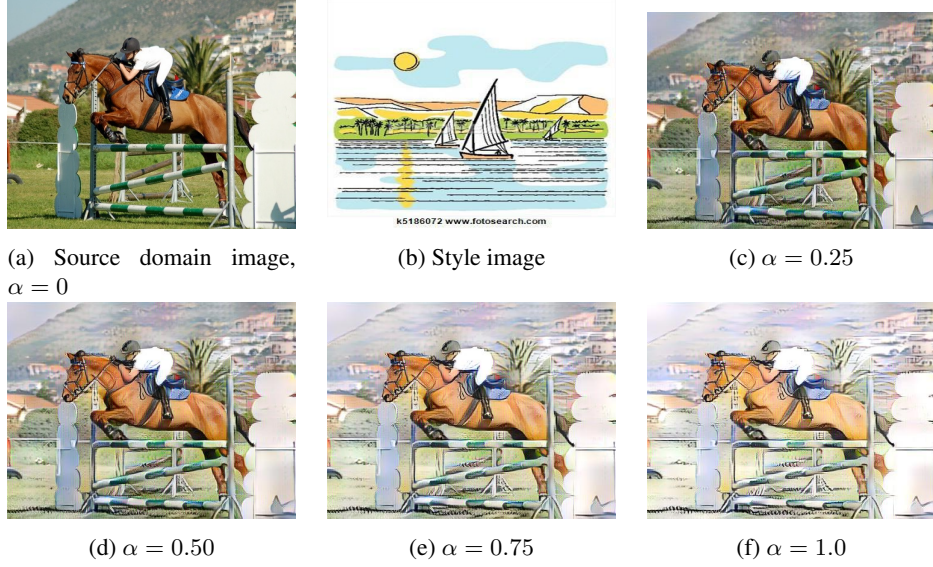 k5186072 www.fotosearch.com
(a) Source domain image,
α = 0
(b) Style image
(c) α = 0.25
(d) α = 0.50
(e) α = 0.75
(f) α = 1.0